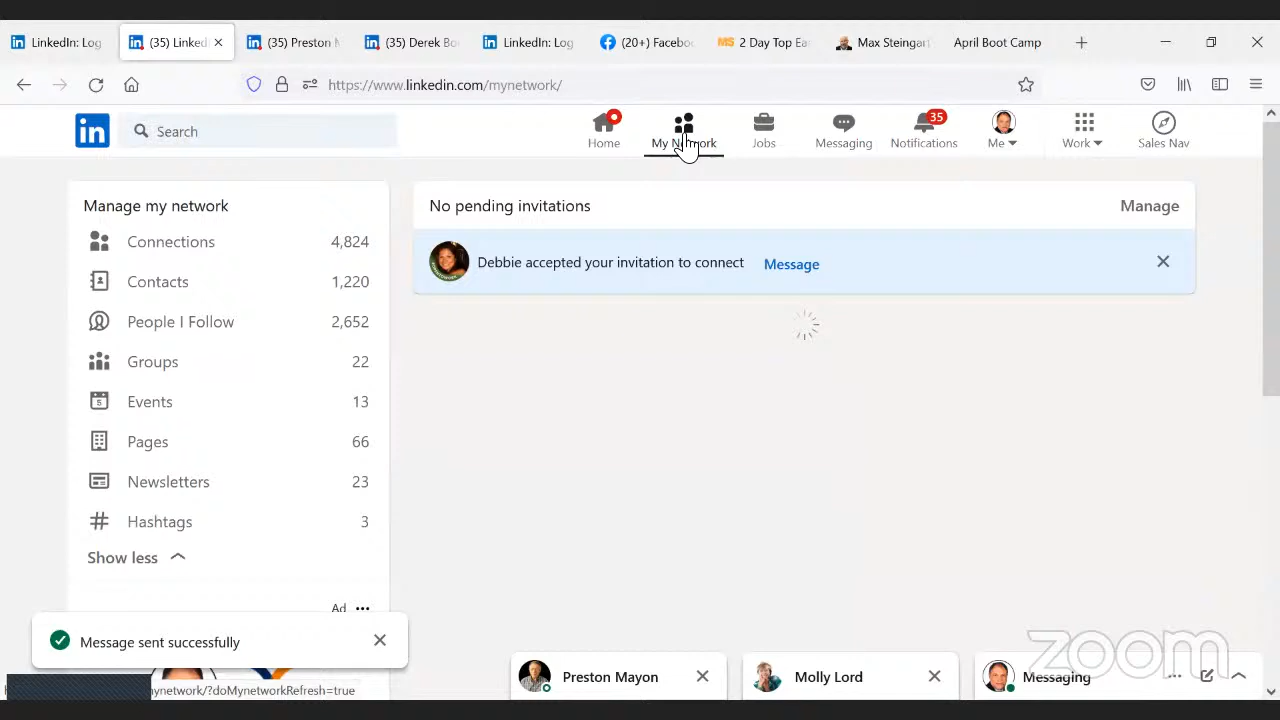 LinkedIn: Log
(35) Linked
(35) Preston M
(35) Derek Bo
LinkedIn: Log
(20+) Facebo
MS 2 Day Top Ea
Max Steingart
April Boot Camp
https://www.linkedin.com/mynetwork/
in
Search
35
Home
My Network
Jobs
Messaging
Notifications
Me
Work
Sales Nav
Manage my network
Connections 4,824
Contacts 1,220
People I Follow 2,652
Groups 22
Events 13
Pages 66
Newsletters 23
Hashtags 3
Show less
Ad
No pending invitations
Manage
Debbie accepted your invitation to connect
Message
Message sent successfully
ynetwork/?doMynetworkRefresh=true
Preston Mayon
Molly Lord
Messaging
zoom